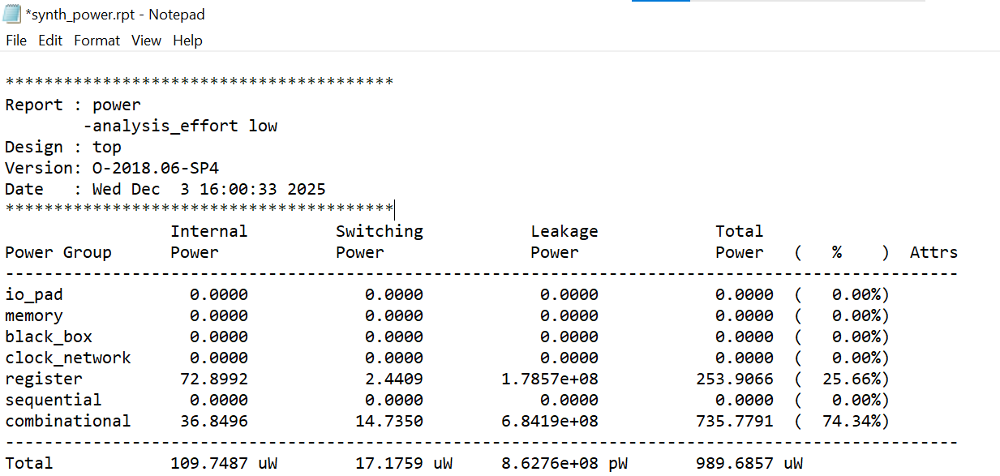 *synth_power.rpt - Notepad
File Edit Format View Help
****************************************
Report : power
        -analysis_effort low
Design : top
Version: O-2018.06-SP4
Date   : Wed Dec  3 16:00:33 2025
****************************************
                 Internal         Switching           Leakage            Total
Power Group      Power            Power               Power              Power   (   %    )  Attrs
--------------------------------------------------------------------------------------------------
io_pad             0.0000            0.0000            0.0000            0.0000  (   0.00%)
memory             0.0000            0.0000            0.0000            0.0000  (   0.00%)
black_box          0.0000            0.0000            0.0000            0.0000  (   0.00%)
clock_network      0.0000            0.0000            0.0000            0.0000  (   0.00%)
register          72.8992            2.4409        1.7857e+08          253.9066  (  25.66%)
sequential         0.0000            0.0000            0.0000            0.0000  (   0.00%)
combinational     36.8496           14.7350        6.8419e+08          735.7791  (  74.34%)
--------------------------------------------------------------------------------------------------
Total            109.7487 uW        17.1759 uW     8.6276e+08 pW       989.6857 uW